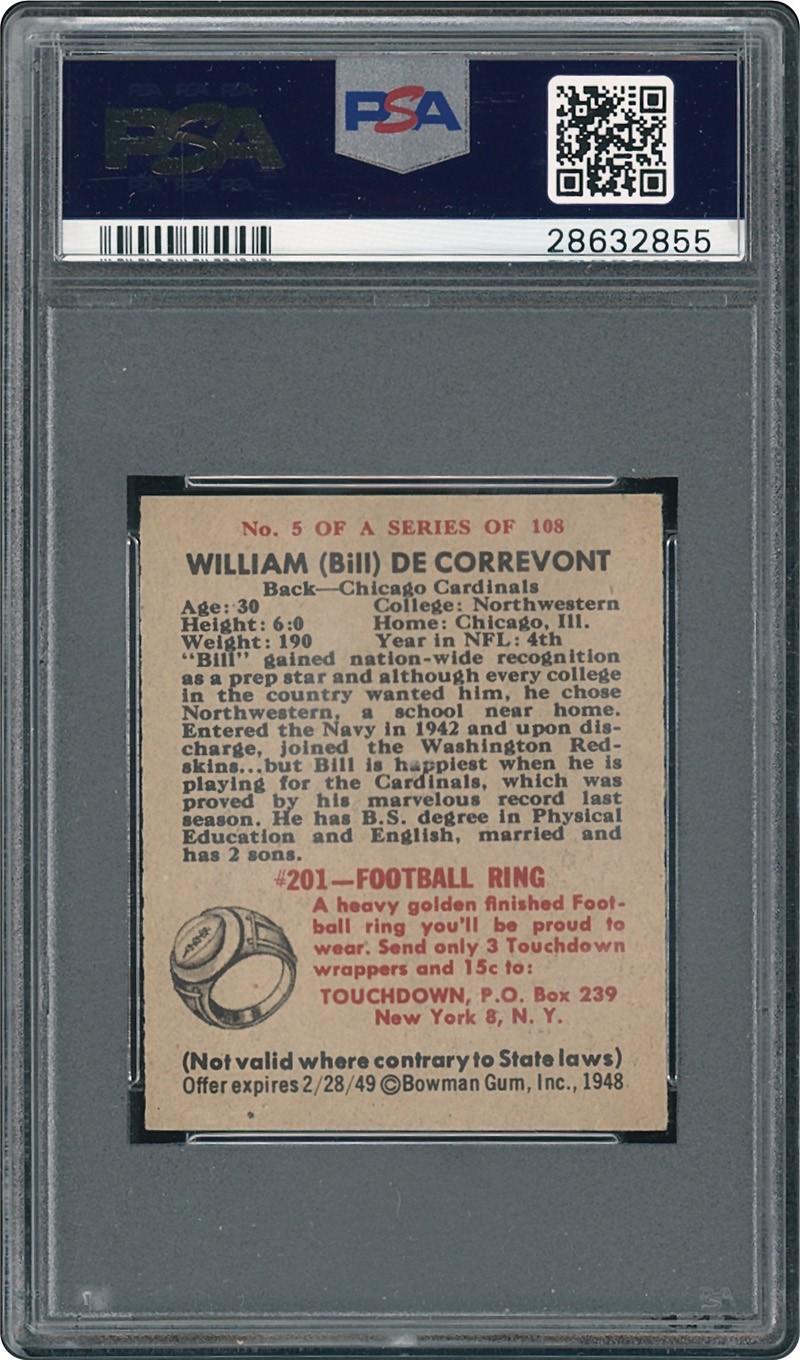 PSA PSA PSA
PSA
PSA PSA PSA
PSA
28632855
No. 5 OF A SERIES OF 108
WILLIAM (Bill) DE CORREVONT
Back—Chicago Cardinals
Age: 30 College: Northwestern
Height: 6:0 Home: Chicago, Ill.
Weight: 190 Year in NFL: 4th
"Bill" gained nation-wide recognition
as a prep star and although every college
in the country wanted him, he chose
Northwestern, a school near home.
Entered the Navy in 1942 and upon dis-
charge, joined the Washington Red-
skins...but Bill is happiest when he is
playing for the Cardinals, which was
proved by his marvelous record last
season. He has B.S. degree in Physical
Education and English, married and
has 2 sons.
#201—FOOTBALL RING
A heavy golden finished Foot-
ball ring you'll be proud to
wear. Send only 3 Touchdown
wrappers and 15c to:
TOUCHDOWN, P.O. Box 239
New York 8, N. Y.
(Not valid where contrary to State laws)
Offer expires 2/28/49 ©Bowman Gum, Inc., 1948